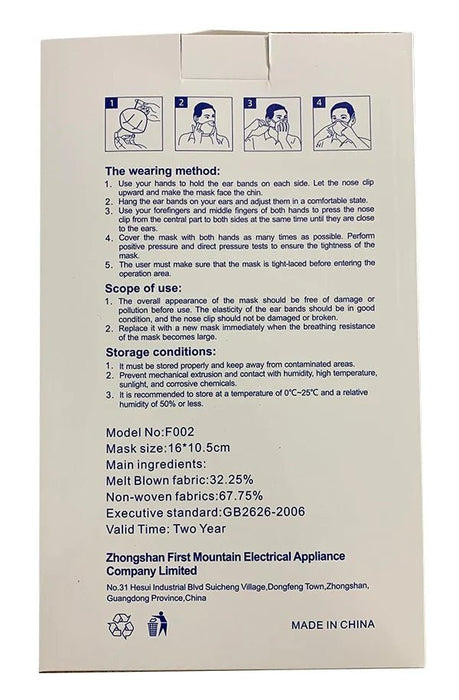 1 2 3 4
The wearing method:
1. Use your hands to hold the ear bands on each side. Let the nose clip
upward and make the mask face the chin.
2. Hang the ear bands on your ears and adjust them in a comfortable state.
3. Use your forefingers and middle fingers of both hands to press the nose
clip from the central part to both sides at the same time until they are close
to the ears.
4. Cover the mask with both hands as many times as possible. Perform
positive pressure and direct pressure tests to ensure the tightness of the
mask.
5. The user must make sure that the mask is tight-laced before entering the
operation area.
Scope of use:
1. The overall appearance of the mask should be free of damage or
pollution before use. The elasticity of the ear bands should be in good
condition, and the nose clip should not be damaged or broken.
2. Replace it with a new mask immediately when the breathing resistance
of the mask becomes large.
Storage conditions:
1. It must be stored properly and keep away from contaminated areas.
2. Prevent mechanical extrusion and contact with humidity, high temperature,
sunlight, and corrosive chemicals.
3. It is recommended to store at a temperature of 0℃~25℃ and a relative
humidity of 50% or less.
Model No:F002
Mask size:16*10.5cm
Main ingredients:
Melt Blown fabric:32.25%
Non-woven fabrics:67.75%
Executive standard:GB2626-2006
Valid Time: Two Year
Zhongshan First Mountain Electrical Appliance
Company Limited
No.31 Hesui Industrial Blvd Suicheng Village,Dongfeng Town,Zhongshan,
Guangdong Province,China
MADE IN CHINA